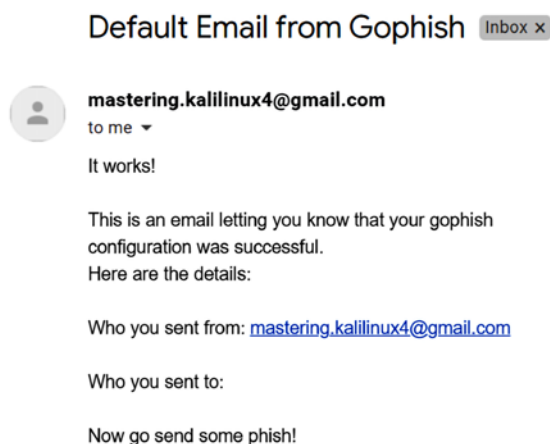 Default Email from Gophish Inbox x
mastering.kalilinux4@gmail.com
to me
It works!
This is an email letting you know that your gophish
configuration was successful.
Here are the details:
Who you sent from: mastering.kalilinux4@gmail.com
Who you sent to:
Now go send some phish!